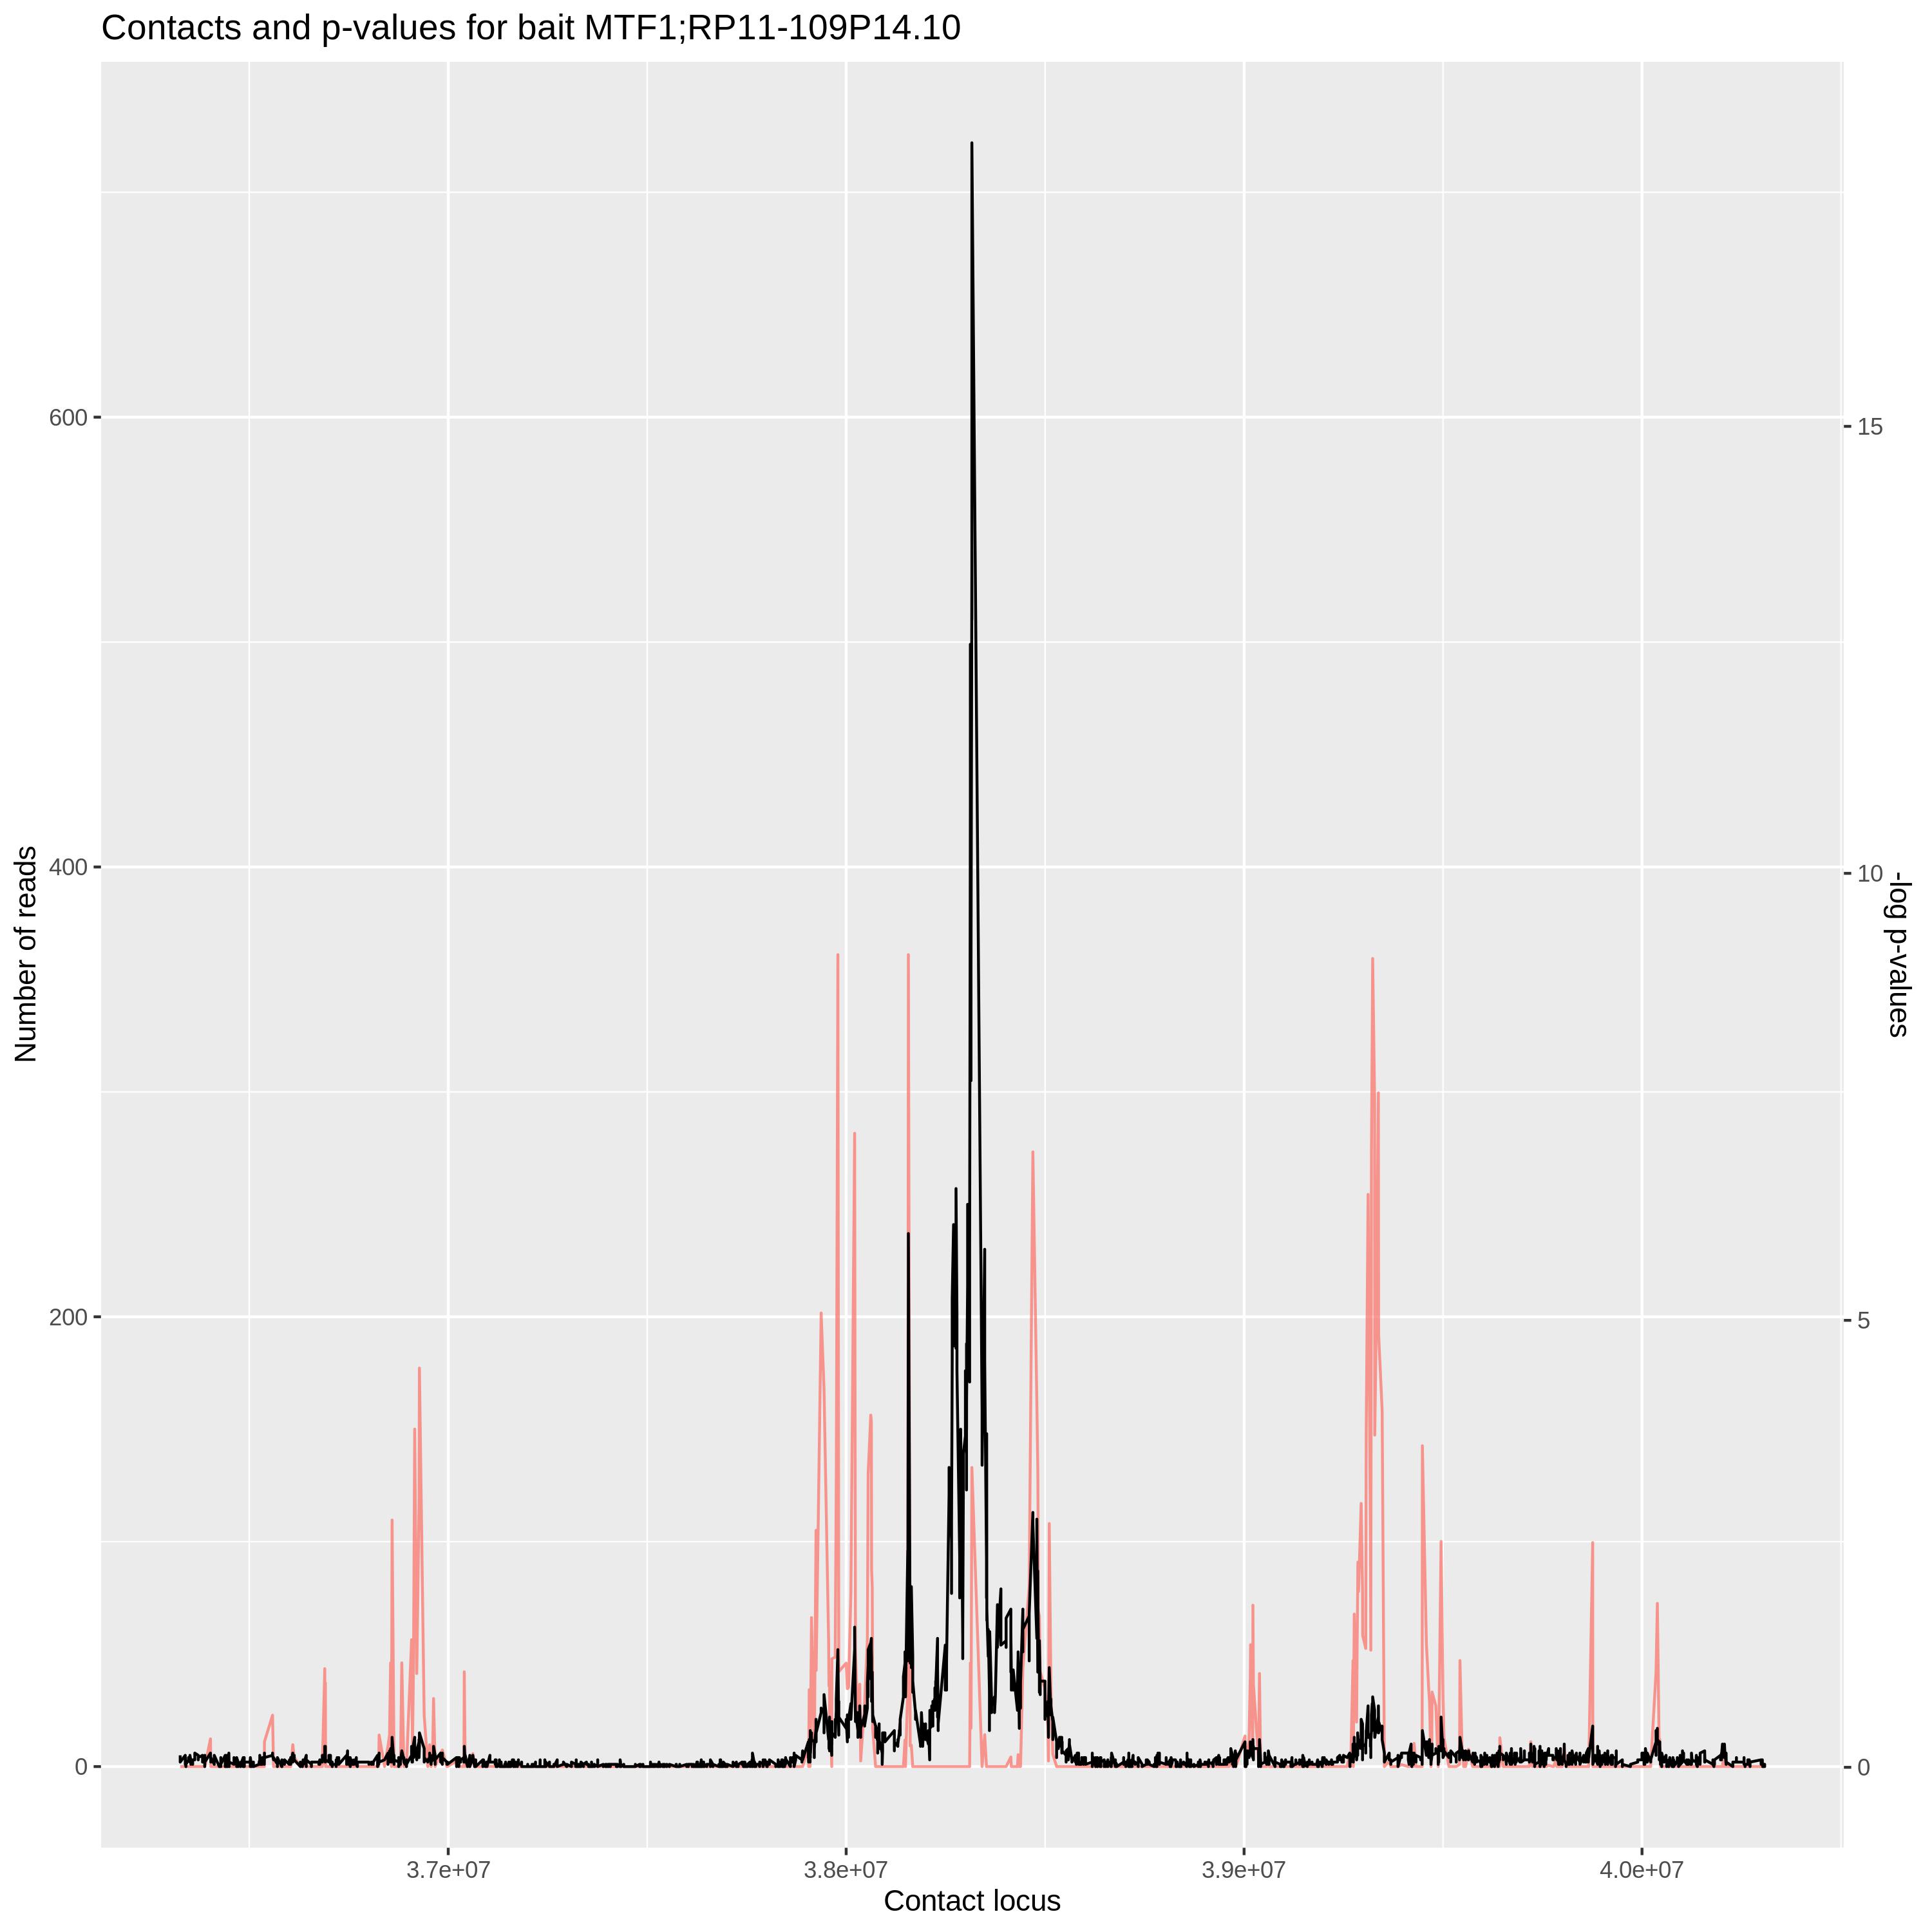 Contacts and p-values for bait MTF1;RP11-109P14.10
600
400
200
0
Number of reads
15
10
5
0
-log p-values
3.7e+07 3.8e+07 3.9e+07 4.0e+07
Contact locus